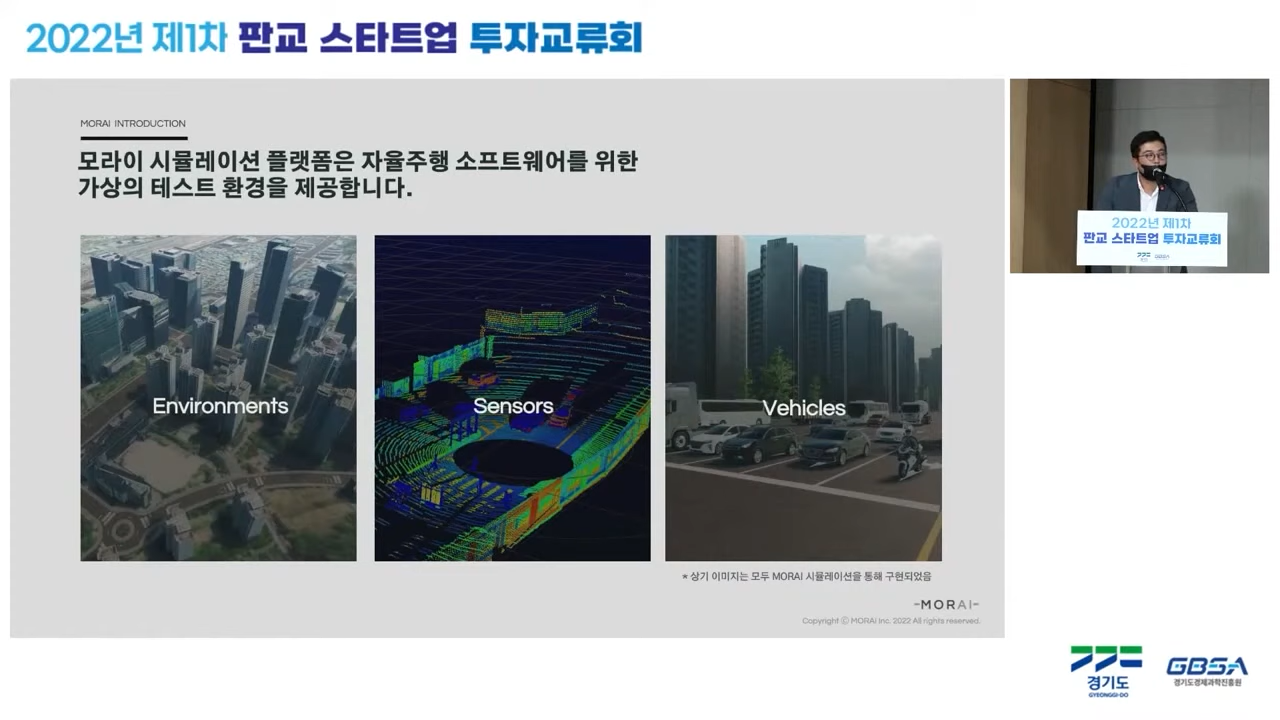 2022년 제1차 판교 스타트업 투자교류회
MORAI INTRODUCTION
모라이 시뮬레이션 플랫폼은 자율주행 소프트웨어를 위한
가상의 테스트 환경을 제공합니다.
Environments
Sensors
Vehicles
* 상기 이미지는 모두 MORAI 시뮬레이션을 통해 구현되었음
-MORAI-
Copyright ⓒ MORAI Inc. 2022 All rights reserved.
2022년 제1차
판교 스타트업 투자교류회
GBSA
경기도
GYEONGGI-DO
GBSA
경기도경제과학진흥원